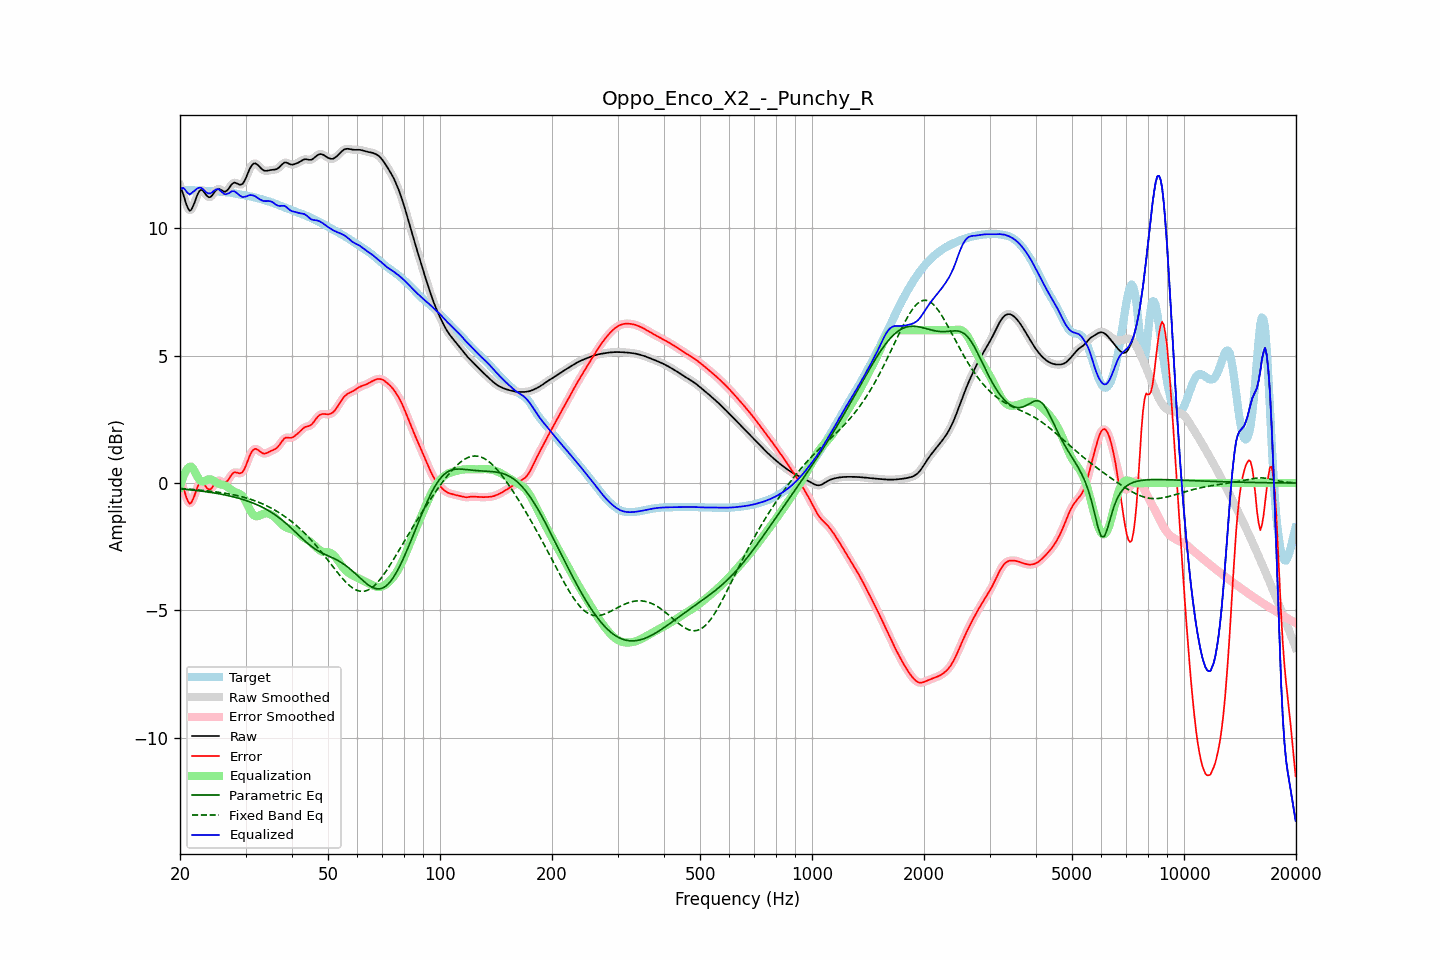 Oppo_Enco_X2_-_Punchy_R
Amplitude (dBr)
10
5
0
−5
−10
Target
Raw Smoothed
Error Smoothed
Raw
Error
Equalization
Parametric Eq
Fixed Band Eq
Equalized
20 50 100 200 500 1000 2000 5000 10000 20000
Frequency (Hz)